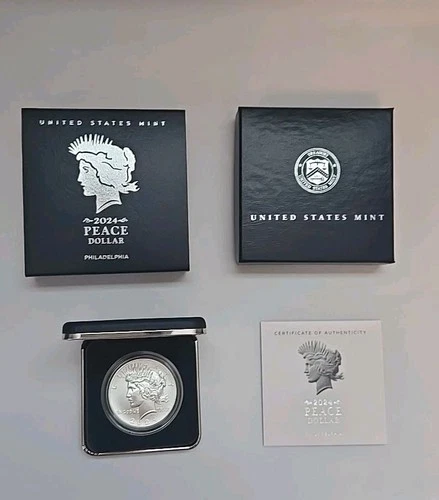 UNITED STATES MINT
2024
PEACE
DOLLAR
PHILADELPHIA
UNITED STATES MINT
CERTIFICATE OF AUTHENTICITY
2024
PEACE
DOLLAR